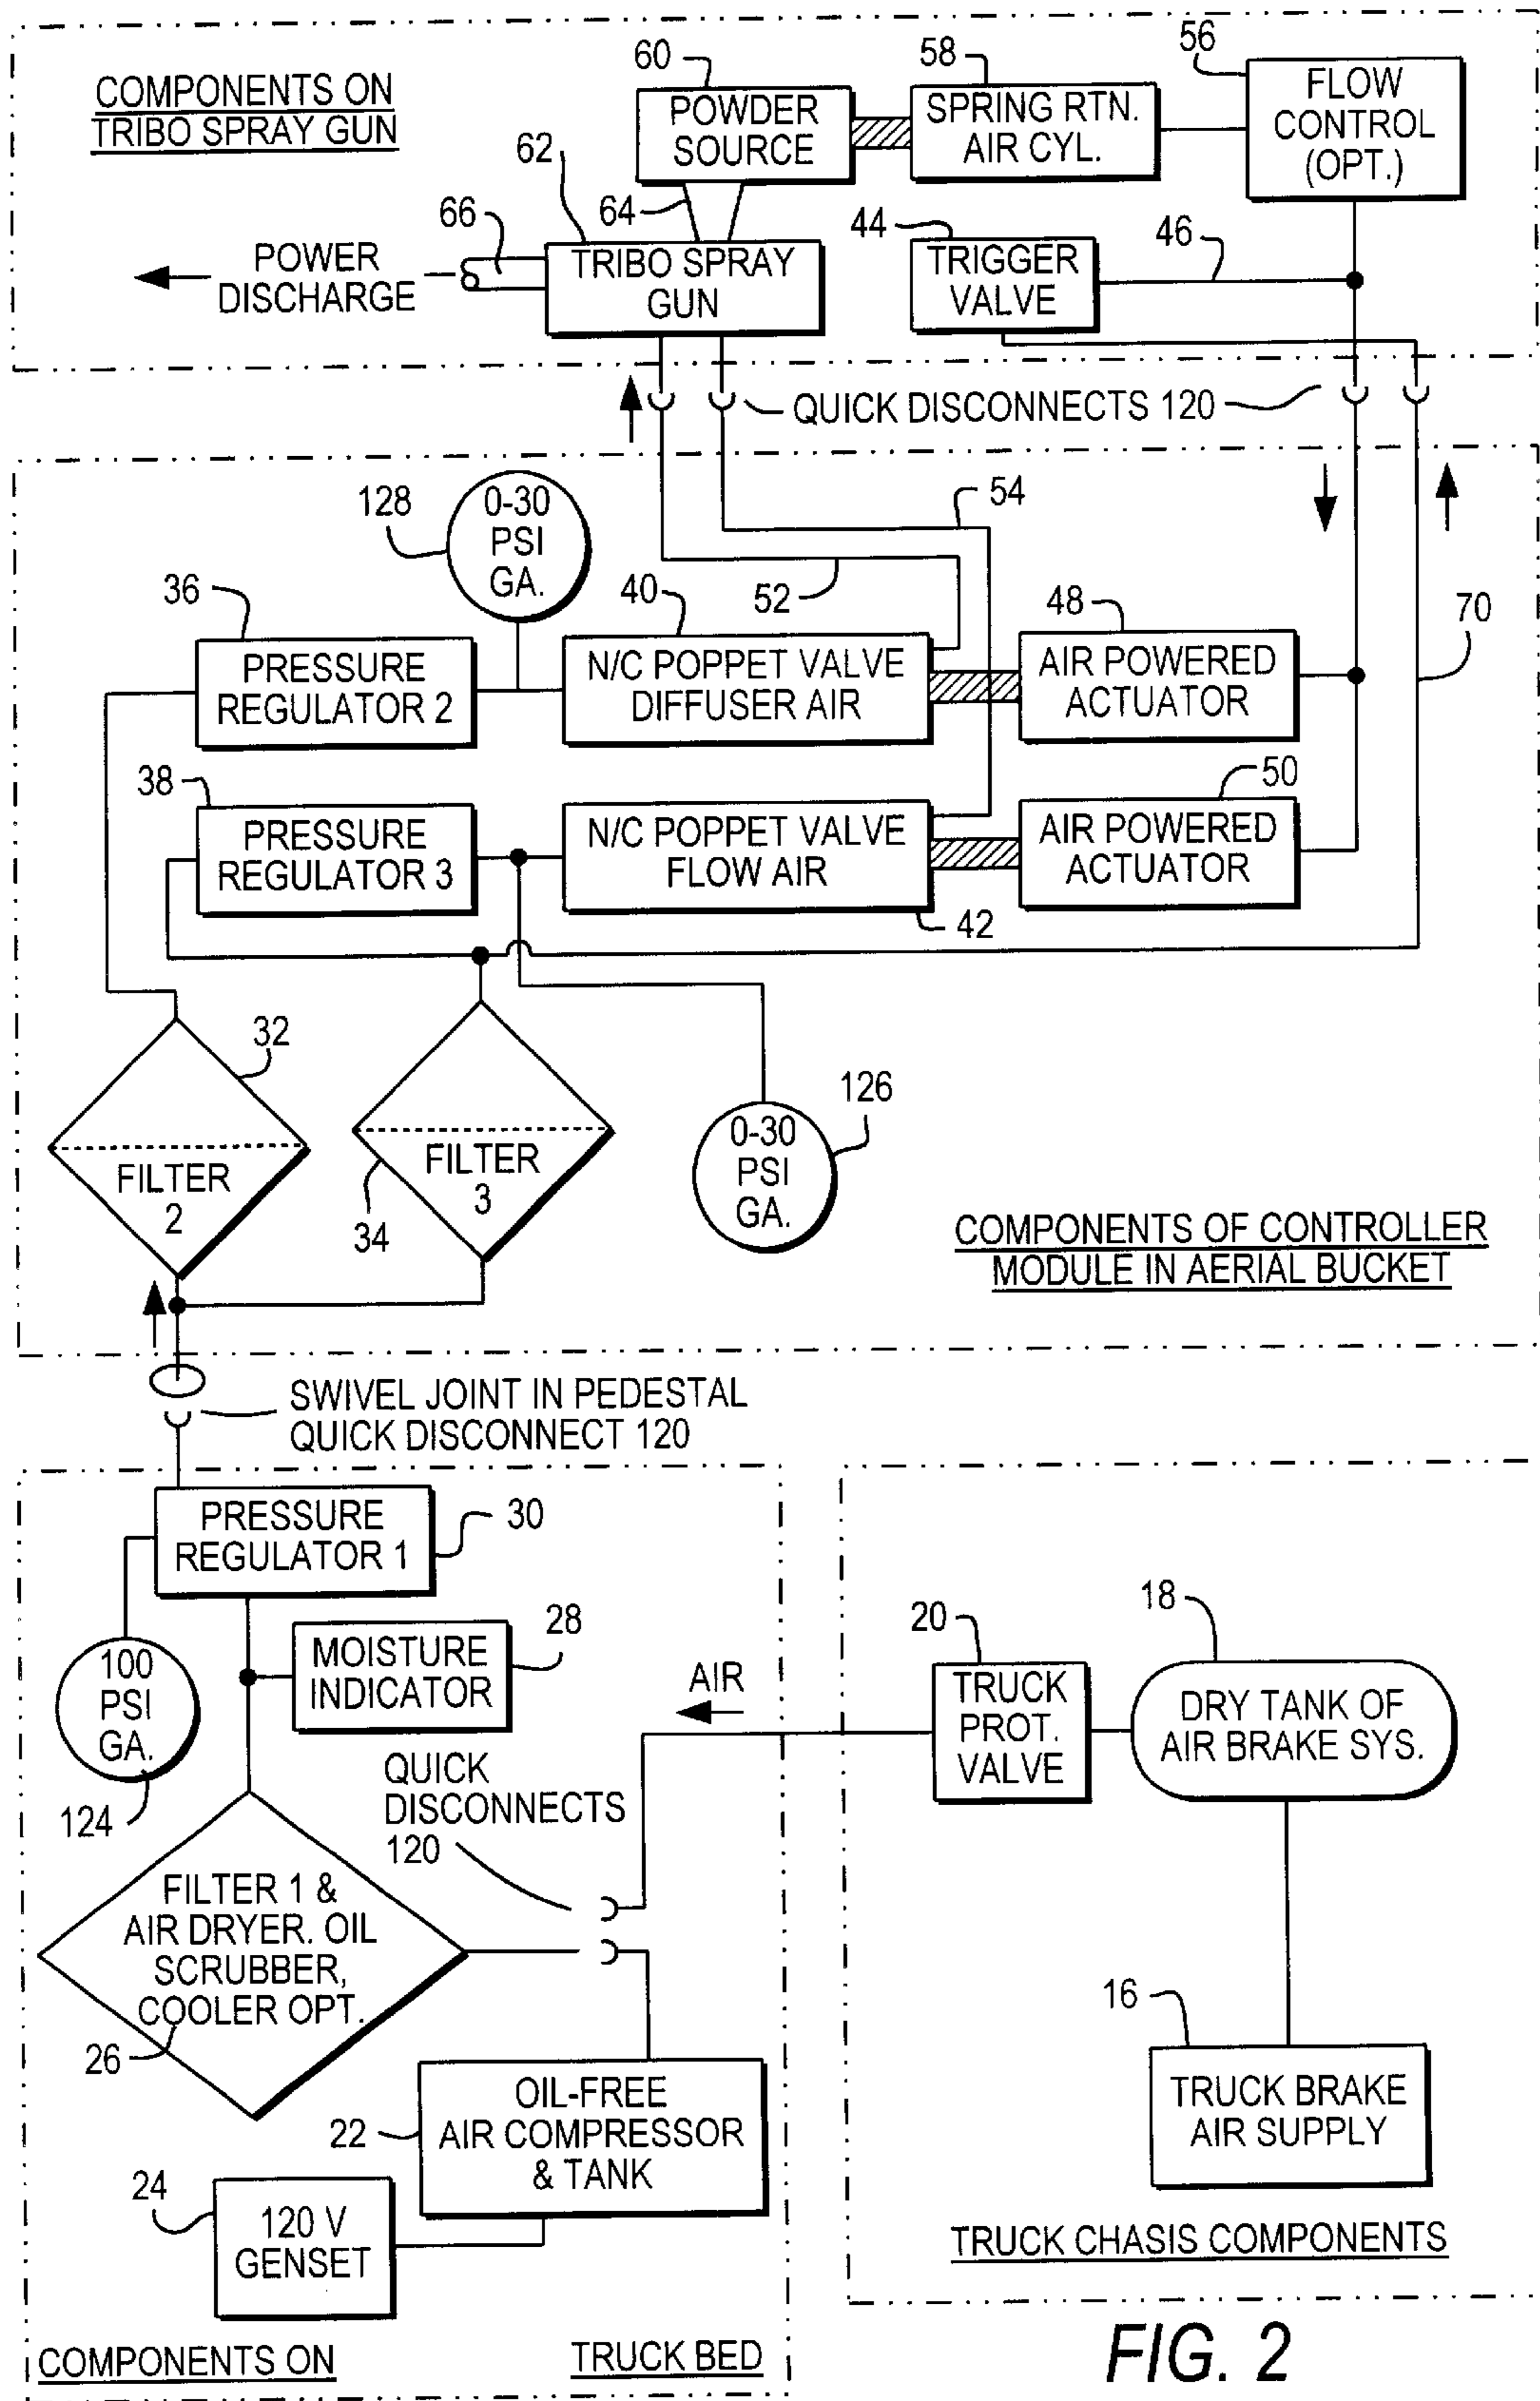 60
58
56
COMPONENTS ON
TRIBO SPRAY GUN
POWDER
SOURCE
SPRING RTN.
AIR CYL.
FLOW
CONTROL
(OPT.)
62
64
66
44
46
POWER
DISCHARGE
TRIBO SPRAY
GUN
TRIGGER
VALVE
QUICK DISCONNECTS 120
128
0-30
PSI
GA.
54
52
36
40
48
70
PRESSURE
REGULATOR 2
N/C POPPET VALVE
DIFFUSER AIR
AIR POWERED
ACTUATOR
38
50
PRESSURE
REGULATOR 3
N/C POPPET VALVE
FLOW AIR
AIR POWERED
ACTUATOR
42
32
FILTER
2
34
FILTER
3
126
0-30
PSI
GA.
COMPONENTS OF CONTROLLER
MODULE IN AERIAL BUCKET
SWIVEL JOINT IN PEDESTAL
QUICK DISCONNECT 120
PRESSURE
REGULATOR 1
30
100
PSI
GA.
124
MOISTURE
INDICATOR
28
AIR
20
TRUCK
PROT.
VALVE
18
DRY TANK OF
AIR BRAKE SYS.
QUICK
DISCONNECTS
120
FILTER 1 &
AIR DRYER. OIL
SCRUBBER,
COOLER OPT.
26
16
TRUCK BRAKE
AIR SUPPLY
22
OIL-FREE
AIR COMPRESSOR
& TANK
24
120 V
GENSET
TRUCK CHASIS COMPONENTS
COMPONENTS ON TRUCK BED
FIG. 2